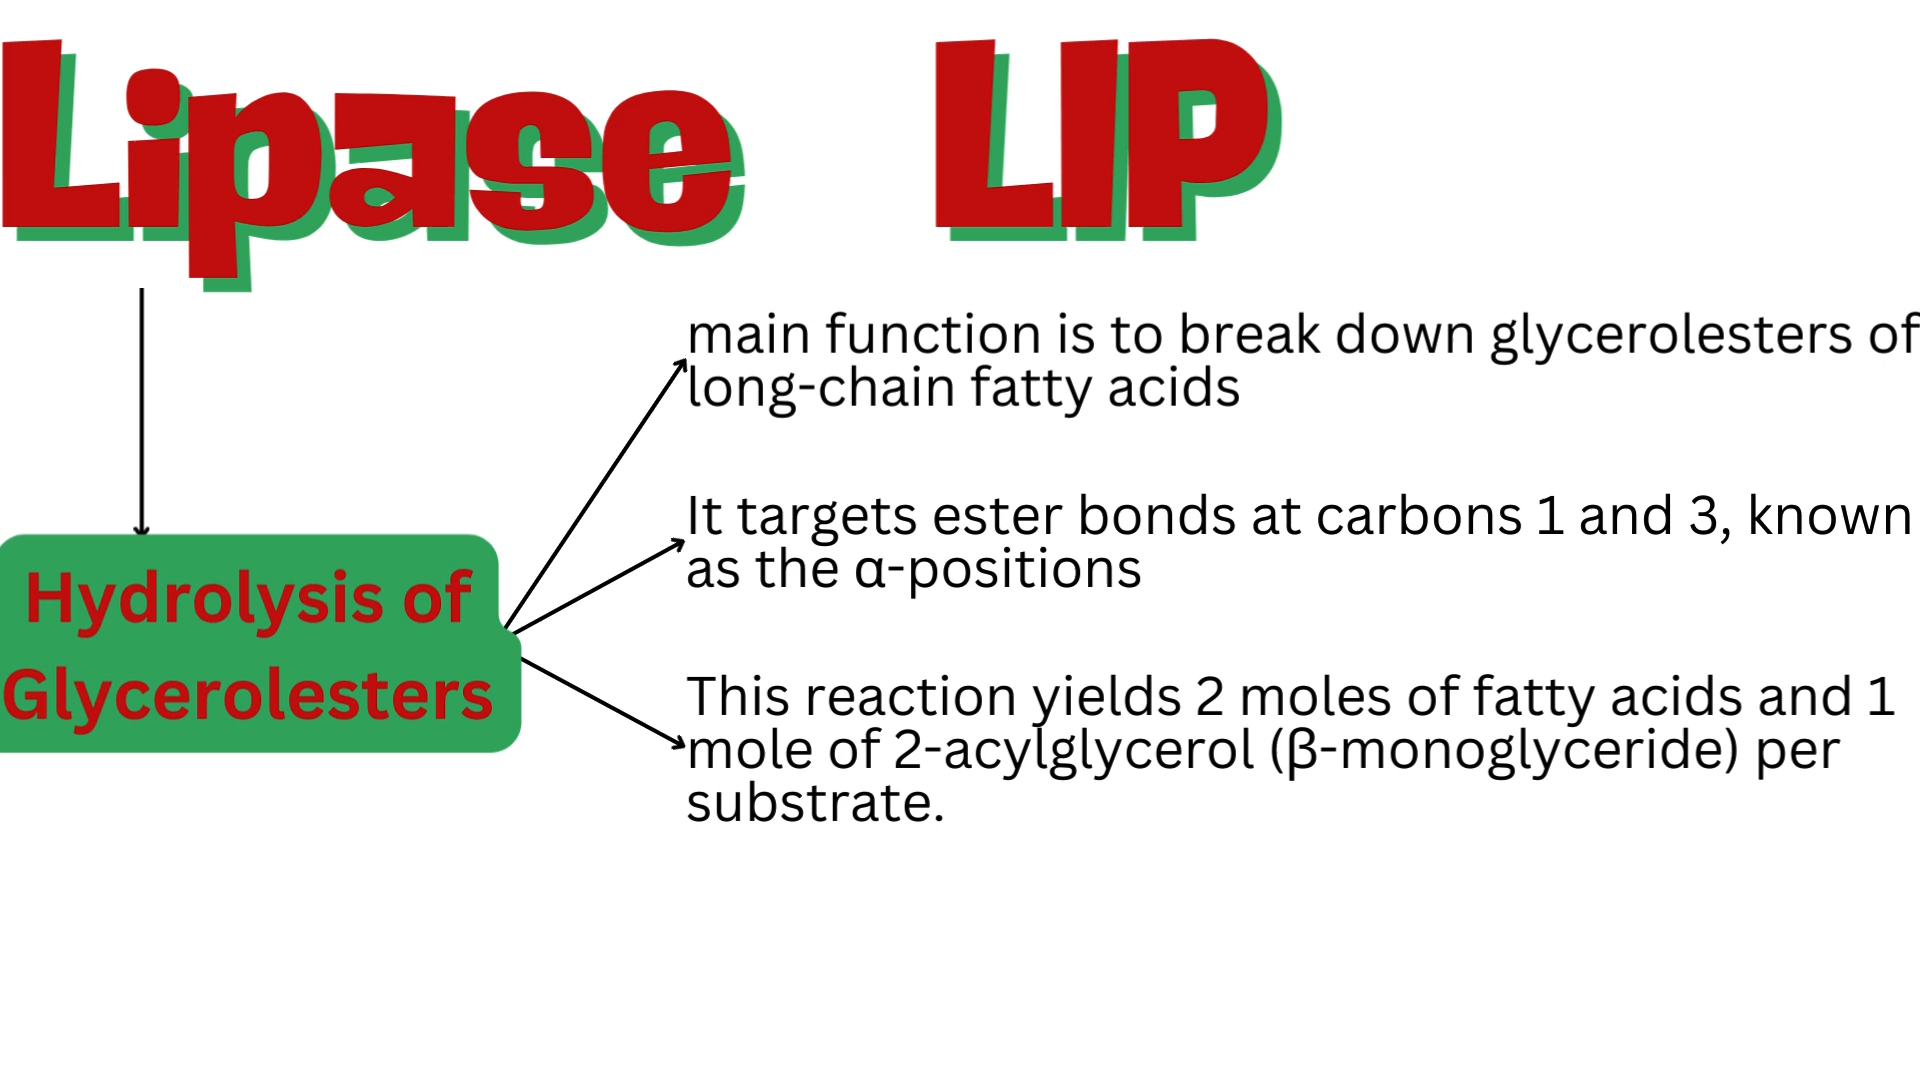 Lipase LIP
main function is to break down glycerolesters of
long-chain fatty acids
It targets ester bonds at carbons 1 and 3, known
as the α-positions
Hydrolysis of
Glycerolesters
This reaction yields 2 moles of fatty acids and 1
mole of 2-acylglycerol (β-monoglyceride) per
substrate.